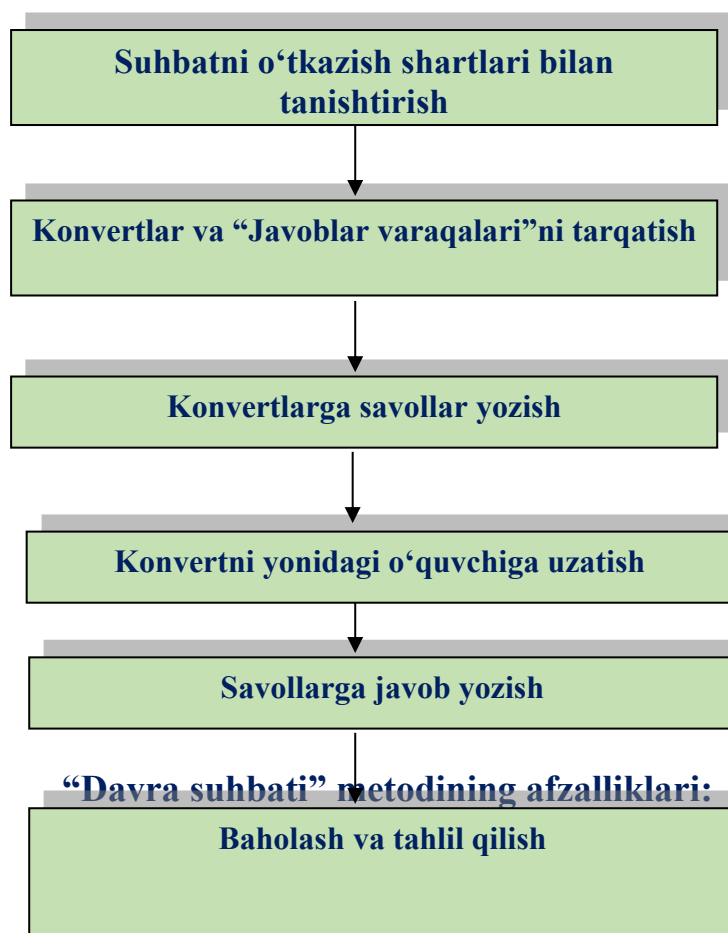 Suhbatni o‘tkazish shartlari bilan
tanishtirish
Konvertlar va “Javoblar varaqalari”ni tarqatish
Konvertlarga savollar yozish
Konvertni yonidagi o‘quvchiga uzatish
Savollarga javob yozish
“Davra suhbati” metodining afzalliklari:
Baholash va tahlil qilish